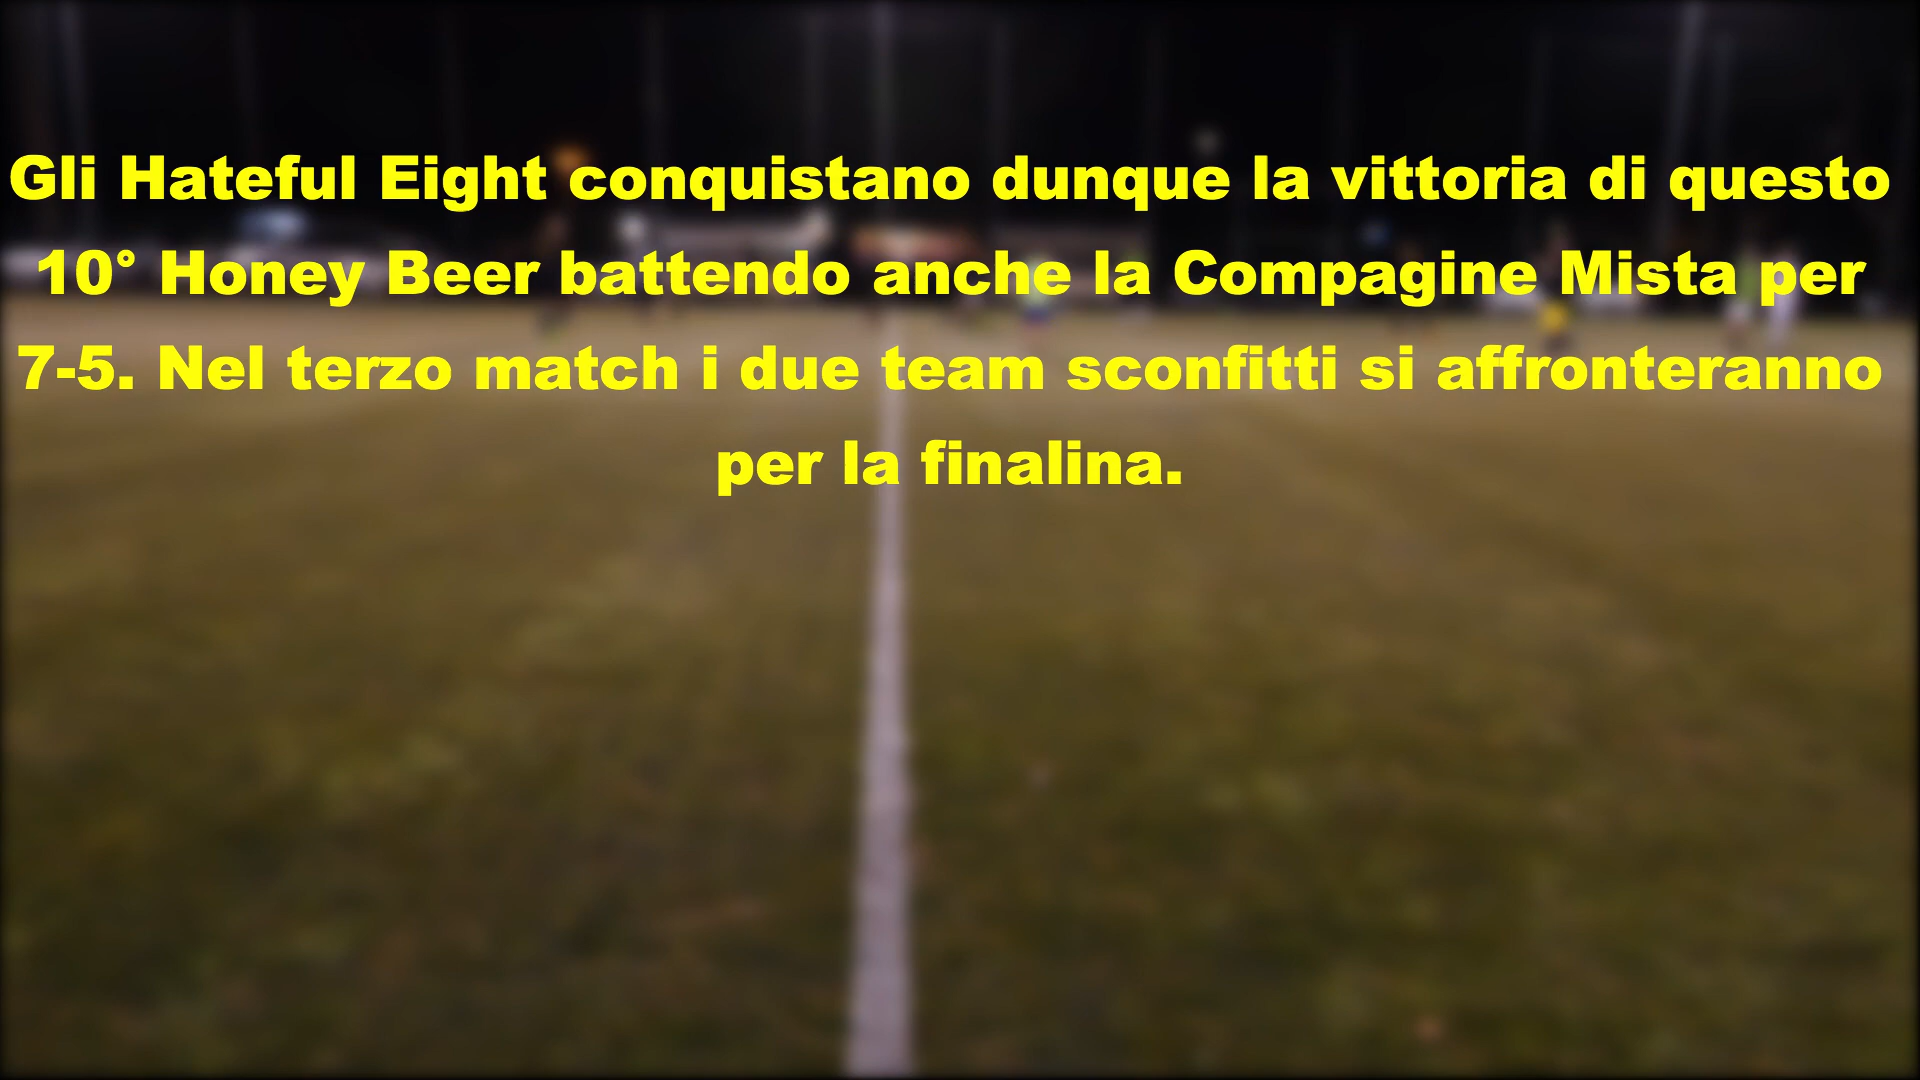 Gli Hateful Eight conquistano dunque la vittoria di questo
10° Honey Beer battendo anche la Compagine Mista per
7-5. Nel terzo match i due team sconfitti si affronteranno
per la finalina.